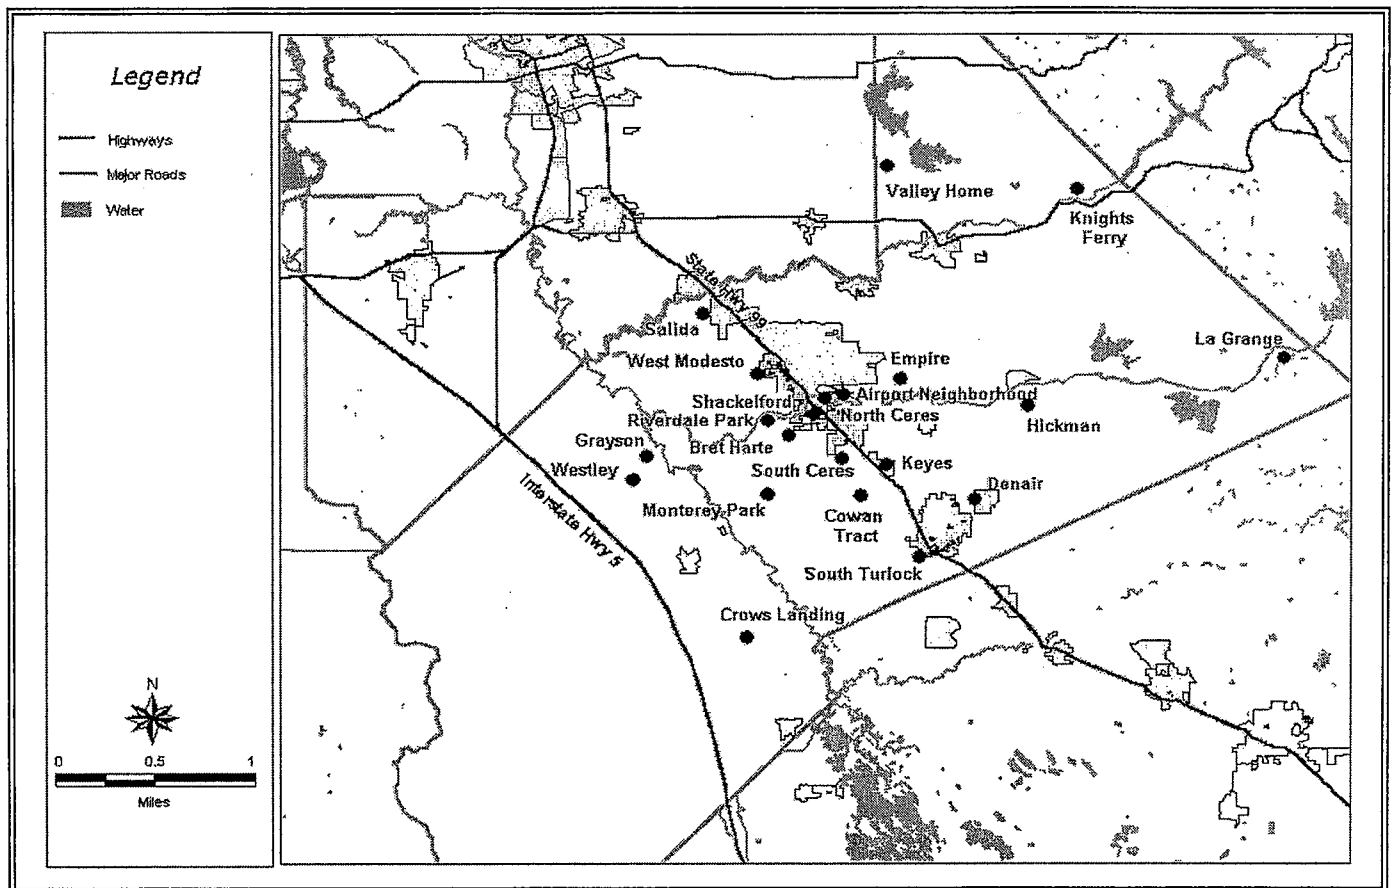 Legend
Highways
Major Roads
Water
N
0 0.5 1
Miles
Valley Home
Knights
Ferry
State Hwy 99
Salida
La Grange
West Modesto
Empire
Shackelford
Airport Neighborhood
Riverdale Park
North Ceres
Hickman
Grayson
Bret Harte
Westley
South Ceres
Keyes
Interstate Hwy 5
Denair
Monterey Park
Cowan
Tract
South Turlock
Crows Landing